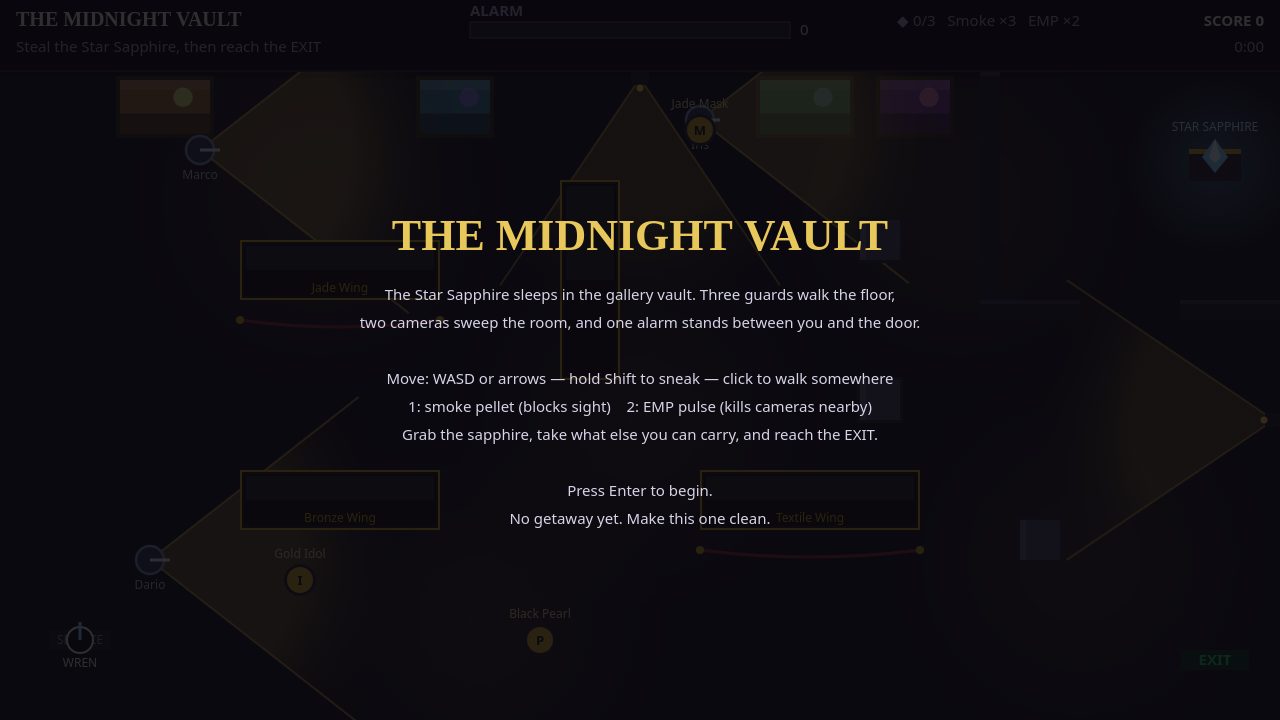 THE MIDNIGHT VAULT
Steal the Star Sapphire, then reach the EXIT
ALARM
0
◆ 0/3 Smoke ×3 EMP ×2
SCORE 0
0:00
Jade Mask
M
Iris
Marco
STAR SAPPHIRE
THE MIDNIGHT VAULT
Jade Wing
The Star Sapphire sleeps in the gallery vault. Three guards walk the floor,
two cameras sweep the room, and one alarm stands between you and the door.
Move: WASD or arrows — hold Shift to sneak — click to walk somewhere
1: smoke pellet (blocks sight) 2: EMP pulse (kills cameras nearby)
Grab the sapphire, take what else you can carry, and reach the EXIT.
Press Enter to begin.
No getaway yet. Make this one clean.
Bronze Wing
Textile Wing
Gold Idol
I
Dario
Black Pearl
P
WREN
EXIT